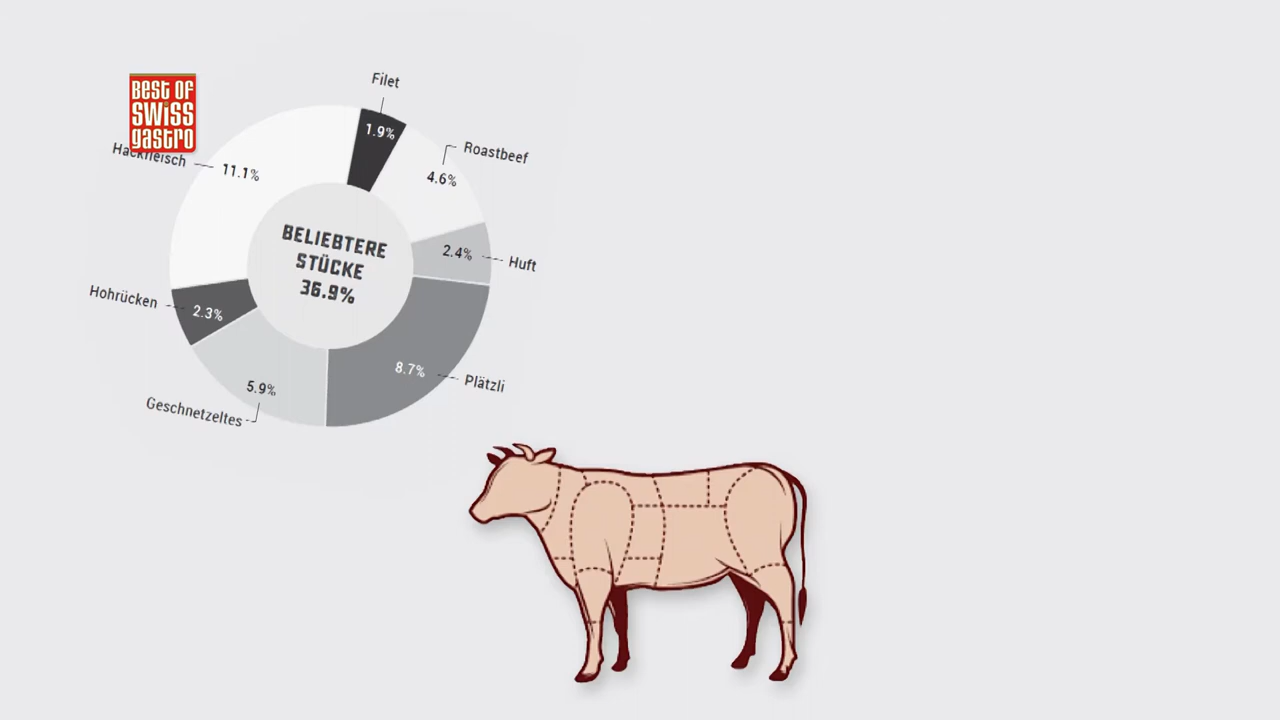 Filet
BEST OF
SWISS
gastro
1.9%
Roastbeef
Hackfleisch
11.1%
4.6%
BELIEBTERE
STÜCKE
36.9%
2.4%
Huft
Hohrücken
2.3%
8.7%
Plätzli
5.9%
Geschnetzeltes